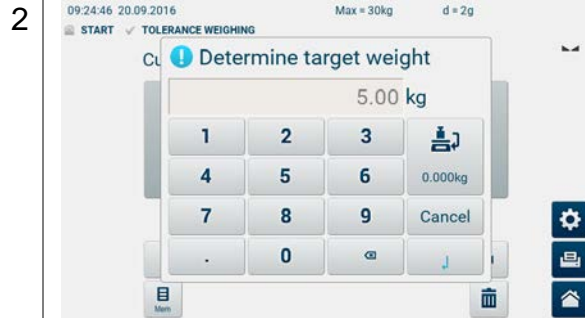 2
09:24:46 20.09.2016 Max = 30kg d = 2g
START TOLERANCE WEIGHING
Determine target weight
5.00 kg
1 2 3
4 5 6 0.000kg
7 8 9 Cancel
. 0
Mem